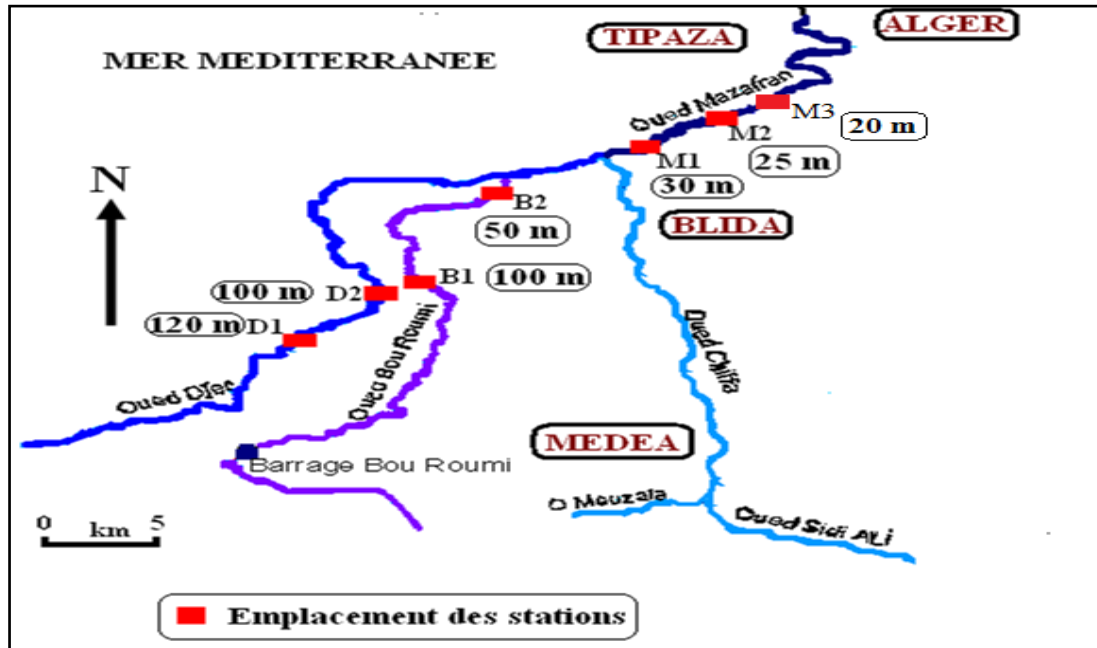 TIPAZA
ALGER
MER MEDITERRANEE
Oued Mazafran
M3
20 m
M2
25 m
M1
30 m
N
B2
50 m
BLIDA
B1
100 m
100 m
D2
120 m
D1
Oued Bou Roumi
Oued Chiffa
Oued Djer
MEDEA
Barrage Bou Roumi
O Mouzaia
Oued Sidi ALİ
0 km 5
Emplacement des stations